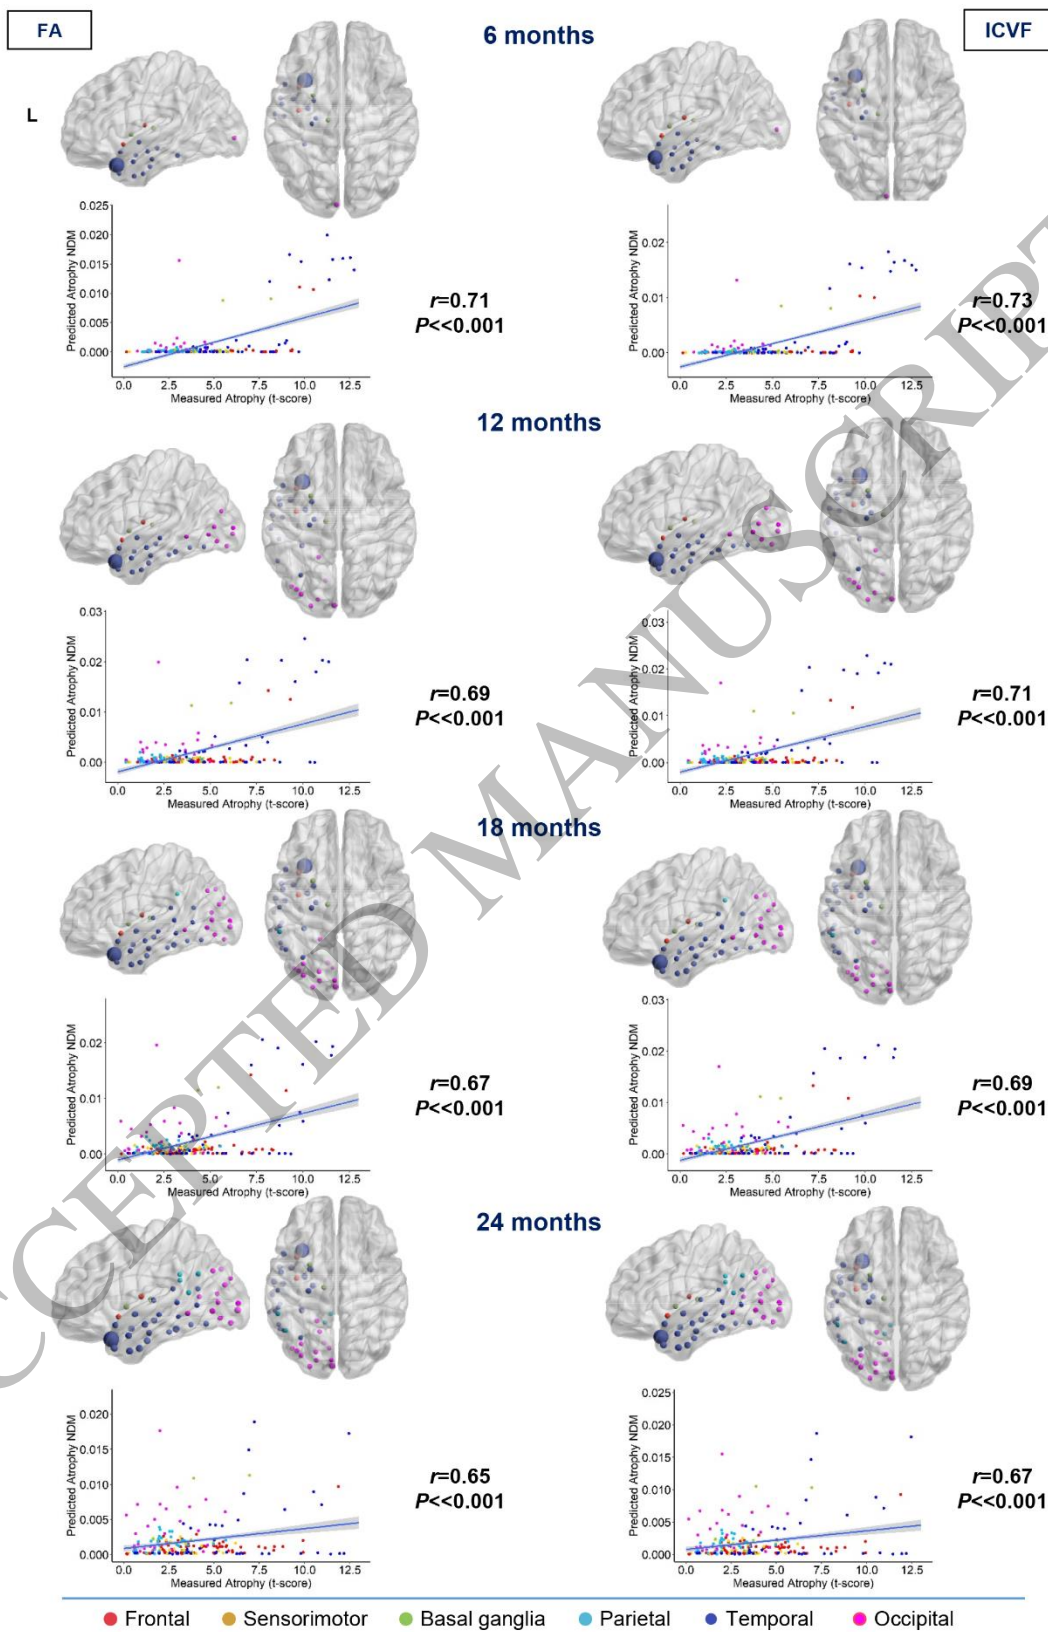 FA
6 months
ICVF
L
Predicted Atrophy NDM
0.025
0.020
0.015
0.010
0.005
0.000
0.0 2.5 5.0 7.5 10.0 12.5
Measured Atrophy (t-score)
r=0.71
P<<0.001
Predicted Atrophy NDM
0.02
0.01
0.00
0.0 2.5 5.0 7.5 10.0 12.5
Measured Atrophy (t-score)
r=0.73
P<<0.001
12 months
Predicted Atrophy NDM
0.03
0.02
0.01
0.00
0.0 2.5 5.0 7.5 10.0 12.5
Measured Atrophy (t-score)
r=0.69
P<<0.001
Predicted Atrophy NDM
0.03
0.02
0.01
0.00
0.0 2.5 5.0 7.5 10.0 12.5
Measured Atrophy (t-score)
r=0.71
P<<0.001
18 months
Predicted Atrophy NDM
0.02
0.01
0.00
0.0 2.5 5.0 7.5 10.0 12.5
Measured Atrophy (t-score)
r=0.67
P<<0.001
Predicted Atrophy NDM
0.03
0.02
0.01
0.00
0.0 2.5 5.0 7.5 10.0 12.5
Measured Atrophy (t-score)
r=0.69
P<<0.001
24 months
Predicted Atrophy NDM
0.020
0.015
0.010
0.005
0.000
0.0 2.5 5.0 7.5 10.0 12.5
Measured Atrophy (t-score)
r=0.65
P<<0.001
Predicted Atrophy NDM
0.025
0.020
0.015
0.010
0.005
0.000
0.0 2.5 5.0 7.5 10.0 12.5
Measured Atrophy (t-score)
r=0.67
P<<0.001
Frontal Sensorimotor Basal ganglia Parietal Temporal Occipital
CCEPTED MANUSCRIPT